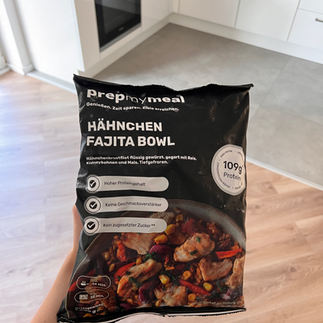 prepmymeal
Genießen. Zeit sparen. Ziele erreichen.
HÄHNCHEN
FAJITA BOWL
Hähnchenbrustfilet flüssig gewürzt, gegart mit Reis,
Kidneybohnen und Mais. Tiefgefroren.
109g
Protein
Hoher Proteingehalt
Keine Geschmacksverstärker
Kein zugesetzter Zucker**